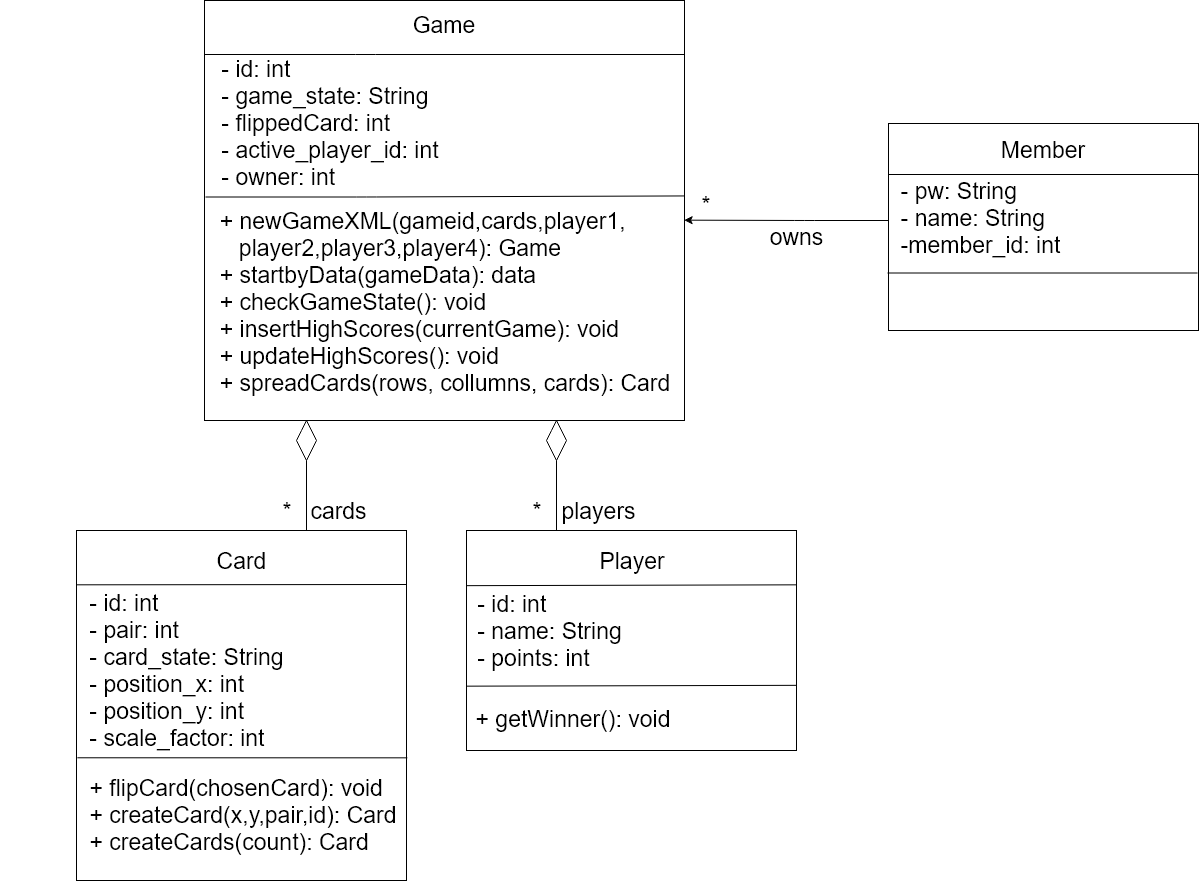 Game
- id: int
- game_state: String
- flippedCard: int
- active_player_id: int
- owner: int
+ newGameXML(gameid,cards,player1,
player2,player3,player4): Game
+ startbyData(gameData): data
+ checkGameState(): void
+ insertHighScores(currentGame): void
+ updateHighScores(): void
+ spreadCards(rows, collumns, cards): Card
*
owns
Member
- pw: String
- name: String
-member_id: int
* cards
* players
Card
- id: int
- pair: int
- card_state: String
- position_x: int
- position_y: int
- scale_factor: int
+ flipCard(chosenCard): void
+ createCard(x,y,pair,id): Card
+ createCards(count): Card
Player
- id: int
- name: String
- points: int
+ getWinner(): void